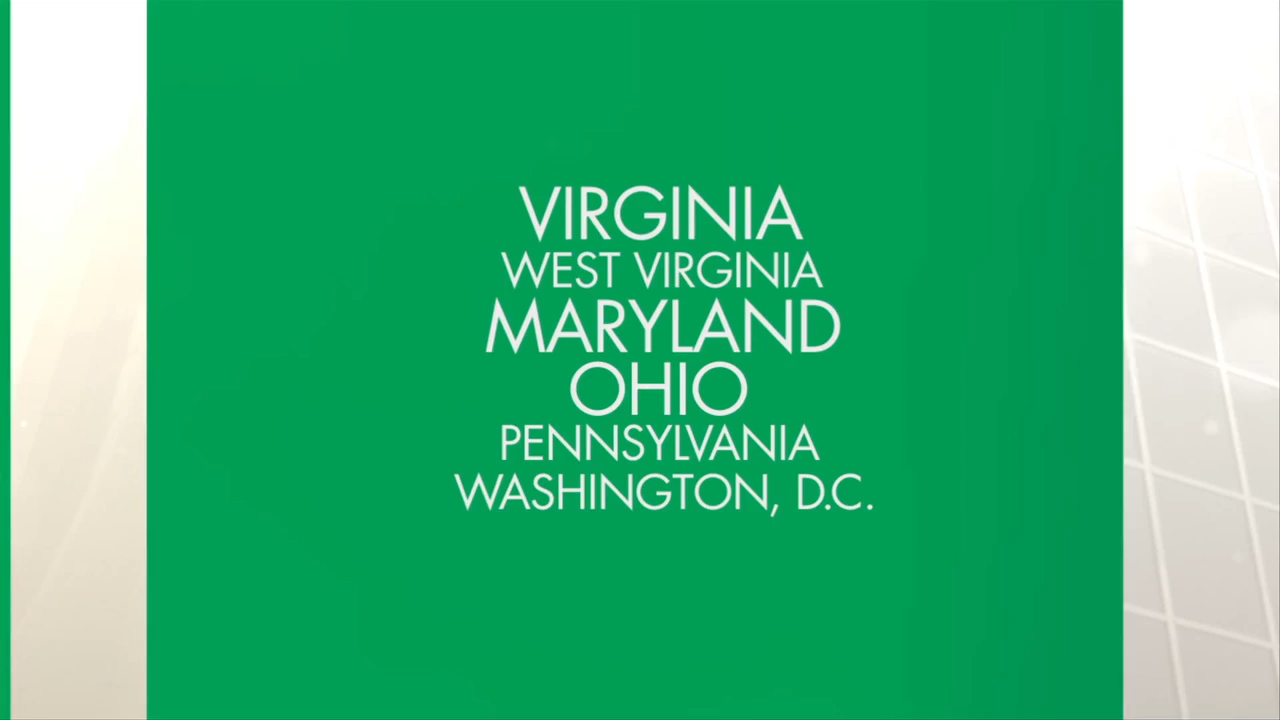 VIRGINIA
WEST VIRGINIA
MARYLAND
OHIO
PENNSYLVANIA
WASHINGTON, D.C.